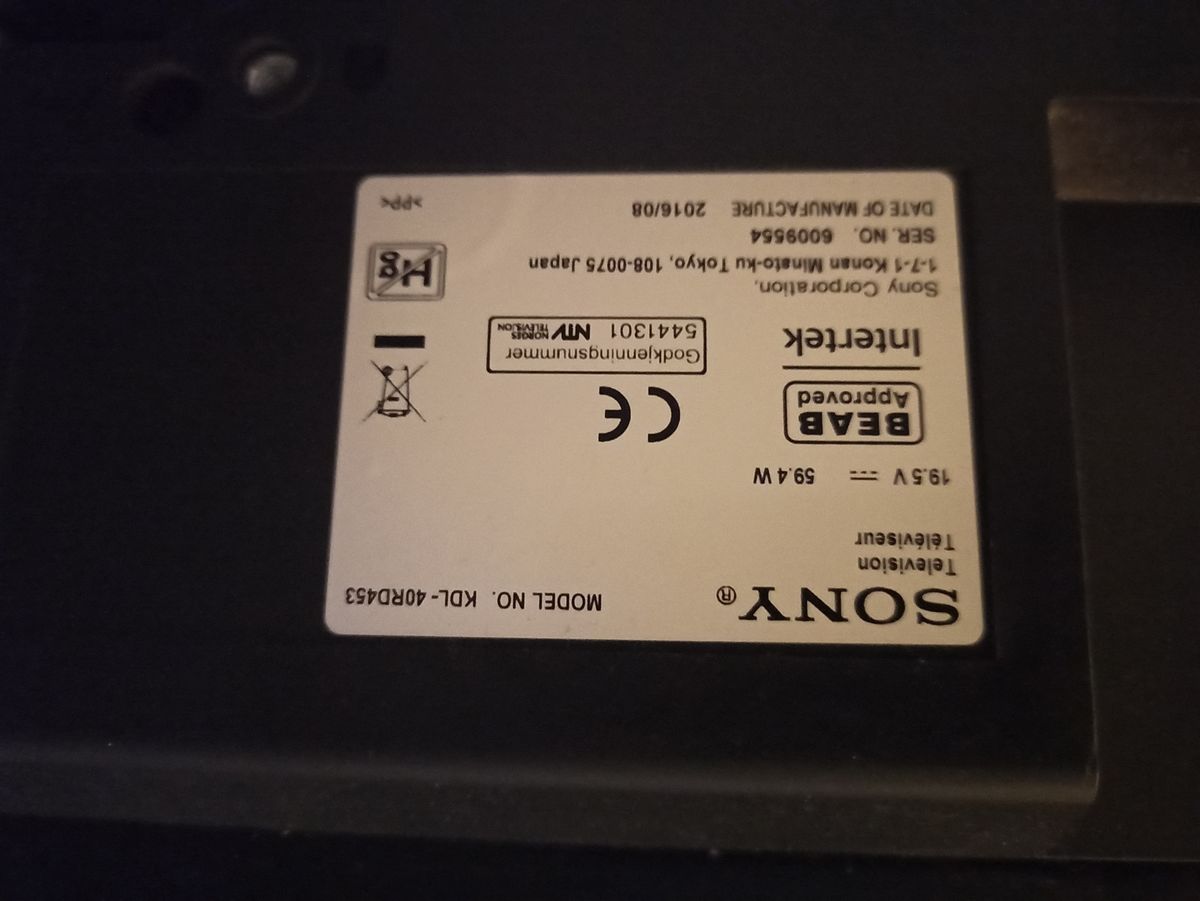 SONY®
MODEL NO. KDL-40RD453
Television
Téléviseur
19.5 V 59.4 W
BEAB
Approved
CE
Intertek
Godkjenningsnummer
5441301 NTV NORGES
TELEVISJON
Sony Corporation,
1-7-1 Konan Minato-ku Tokyo, 108-0075 Japan
Hg
SER. NO. 6009554
DATE OF MANUFACTURE 2016/08
>PP<